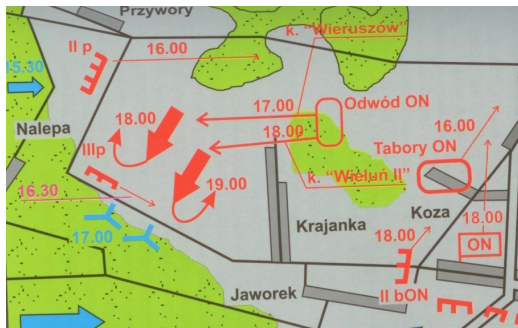 Przywory
II p
16.00
k. "Wieruszów"
15.30
17.00
Odwód ON
18.00
18.00
Nalepa
Tabory ON
16.00
IIIp
k. "Wieluń II"
16.30
19.00
Krajanka
Koza
18.00
17.00
18.00
ON
Jaworek
II bON